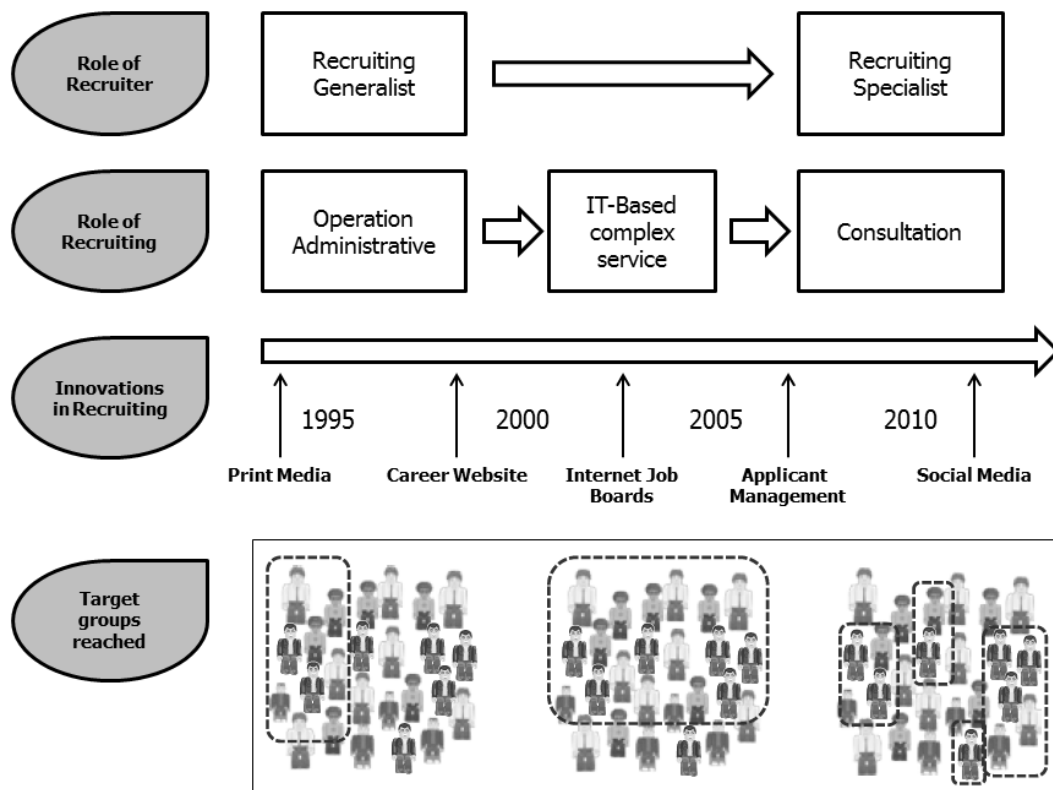 Role of
Recruiter
Recruiting
Generalist
Recruiting
Specialist
Role of
Recruiting
Operation
Administrative
IT-Based
complex
service
Consultation
Innovations
in Recruiting
1995
2000
2005
2010
Print Media
Career Website
Internet Job
Boards
Applicant
Management
Social Media
Target
groups
reached